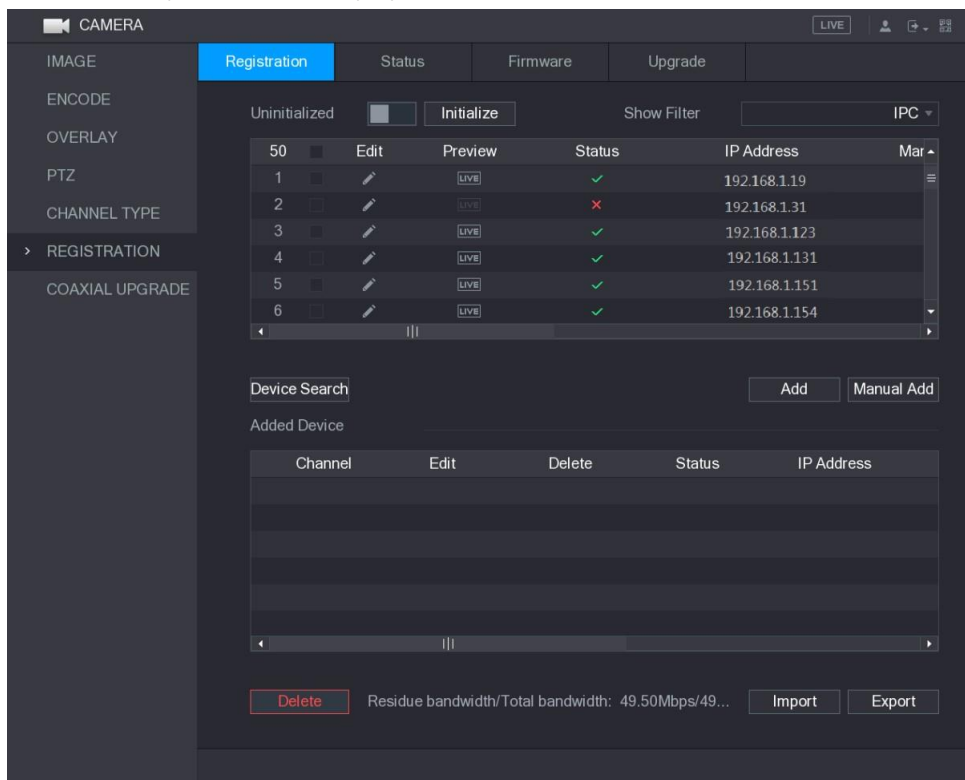 CAMERA LIVE
IMAGE
ENCODE
OVERLAY
PTZ
CHANNEL TYPE
REGISTRATION
COAXIAL UPGRADE
Registration Status Firmware Upgrade
Uninitialized Initialize Show Filter IPC
50 Edit Preview Status IP Address Mar
1 LIVE 192.168.1.19
2 LIVE 192.168.1.31
3 LIVE 192.168.1.123
4 LIVE 192.168.1.131
5 LIVE 192.168.1.151
6 LIVE 192.168.1.154
Device Search Add Manual Add
Added Device
Channel Edit Delete Status IP Address
Delete Residue bandwidth/Total bandwidth: 49.50Mbps/49... Import Export